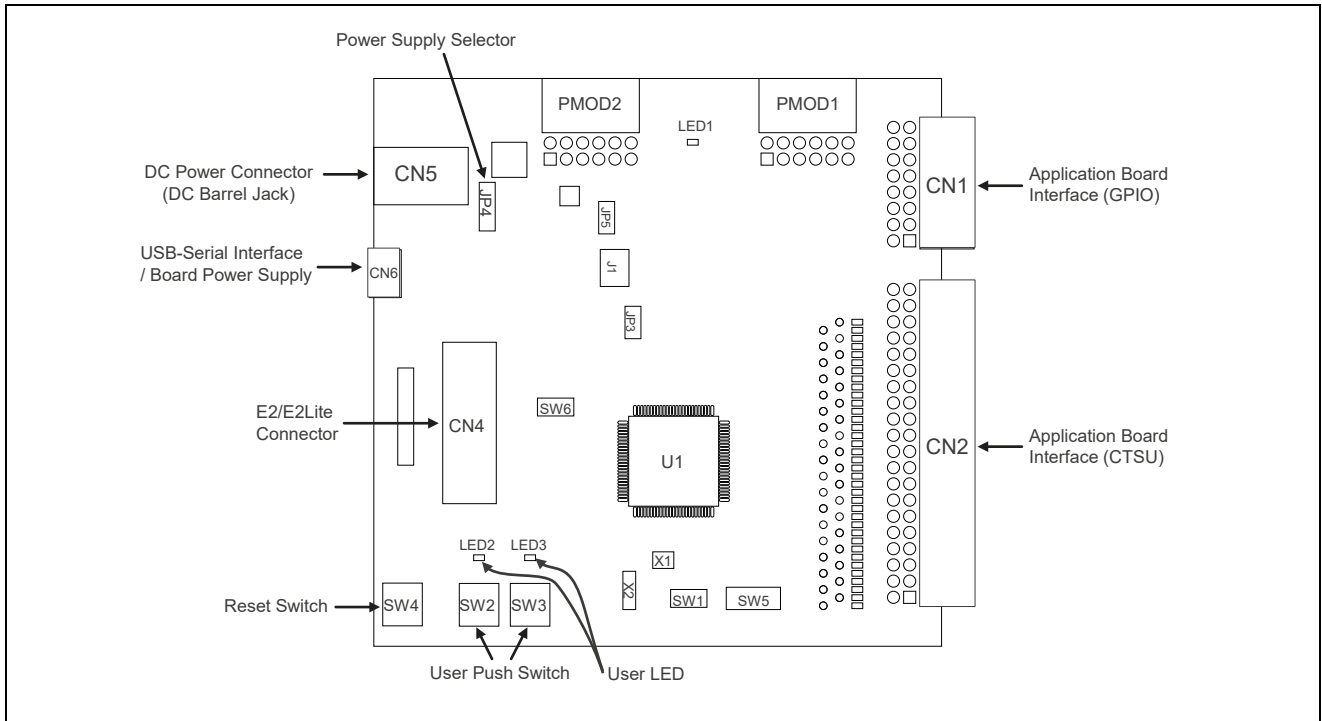 Power Supply Selector
PMOD2
PMOD1
LED1
DC Power Connector
(DC Barrel Jack)
CN5
JP4
JP5
CN1
Application Board
Interface (GPIO)
USB-Serial Interface
/ Board Power Supply
CN6
J1
JP3
E2/E2Lite
Connector
CN4
SW6
U1
CN2
Application Board
Interface (CTSU)
LED2
LED3
X1
X2
Reset Switch
SW4
SW2
SW3
SW1
SW5
User Push Switch
User LED